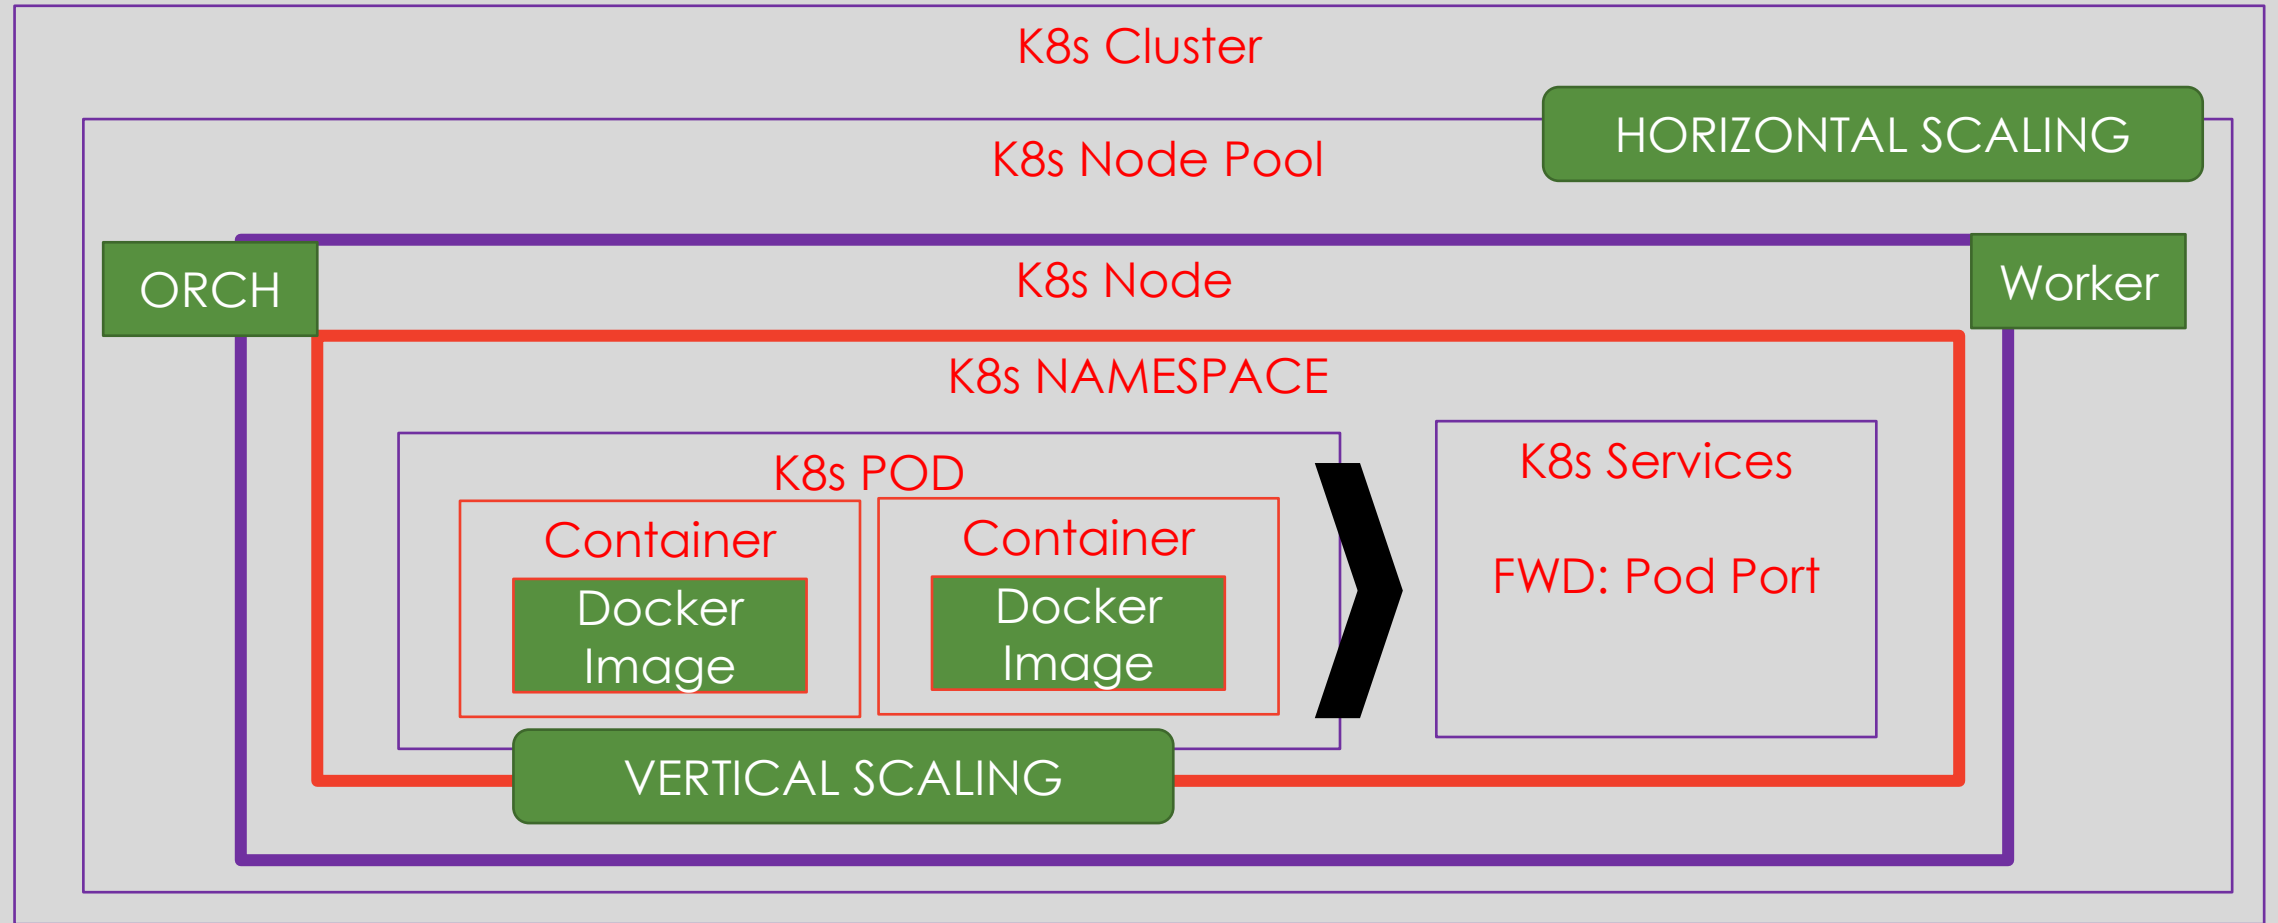 K8s Cluster
HORIZONTAL SCALING
K8s Node Pool
ORCH
K8s Node
Worker
K8s NAMESPACE
K8s POD
Container
Docker
Image
Container
Docker
Image
K8s Services
FWD: Pod Port
VERTICAL SCALING